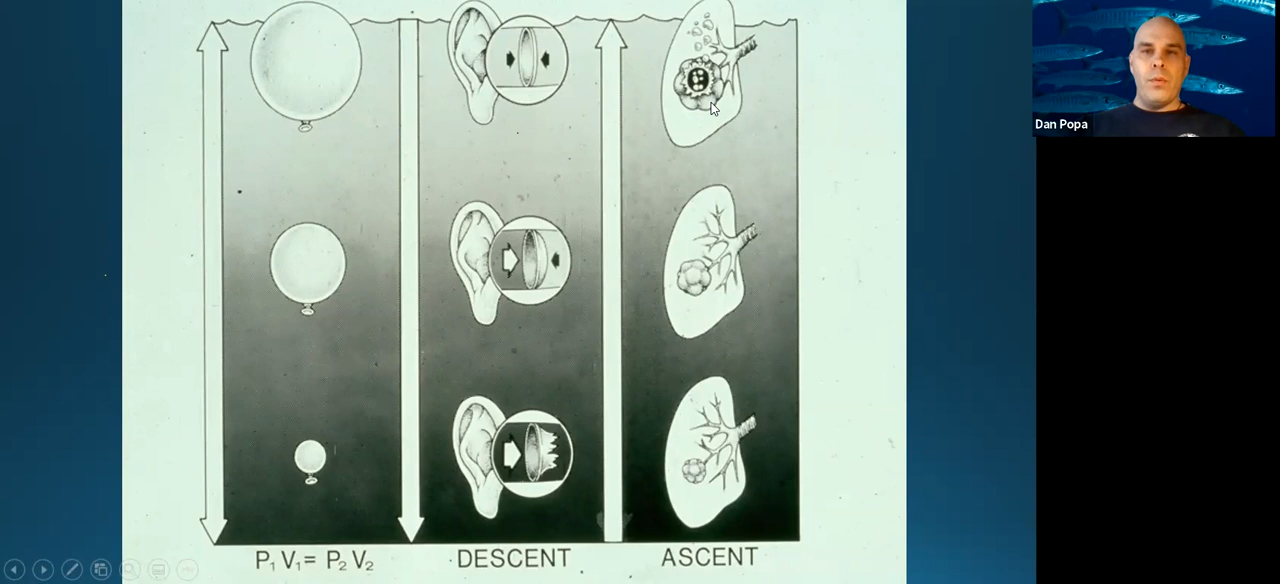 Dan Popa
P₁ V₁ = P₂ V₂
DESCENT
ASCENT